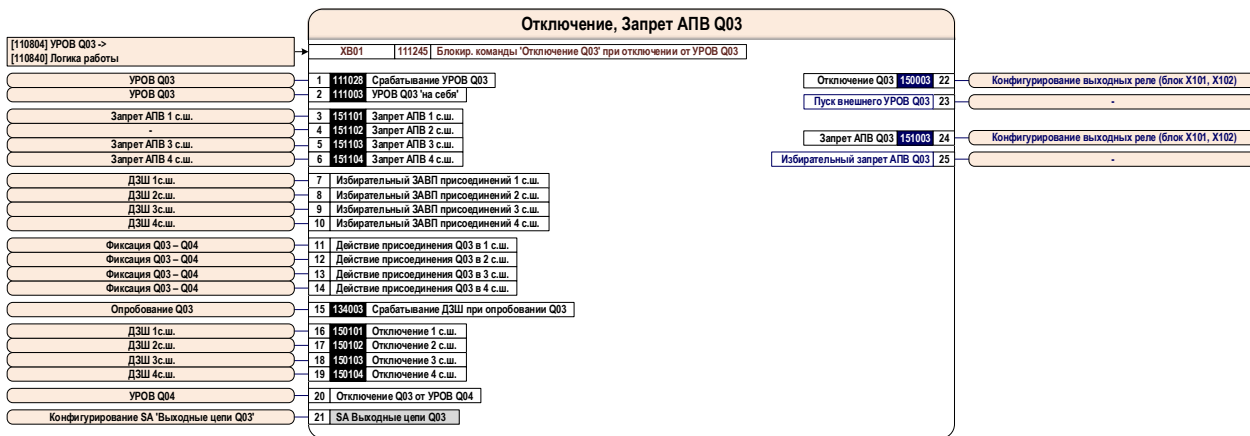 Отключение, Запрет АПВ Q03
[110804] УРОВ Q03 ->
[110840] Логика работы
XB01 111245 Блокир. команды 'Отключение Q03' при отключении от УРОВ Q03
УРОВ Q03 1 111028 Срабатывание УРОВ Q03
Отключение Q03 150003 22 Конфигурирование выходных реле (блок X101, X102)
УРОВ Q03 2 111003 УРОВ Q03 'на себя'
Пуск внешнего УРОВ Q03 23 -
Запрет АПВ 1 с.ш. 3 151101 Запрет АПВ 1 с.ш.
- 4 151102 Запрет АПВ 2 с.ш.
Запрет АПВ Q03 151003 24 Конфигурирование выходных реле (блок X101, X102)
Запрет АПВ 3 с.ш. 5 151103 Запрет АПВ 3 с.ш.
Запрет АПВ 4 с.ш. 6 151104 Запрет АПВ 4 с.ш.
Избирательный запрет АПВ Q03 25 -
ДЗШ 1с.ш. 7 Избирательный ЗАВП присоединений 1 с.ш.
ДЗШ 2с.ш. 8 Избирательный ЗАВП присоединений 2 с.ш.
ДЗШ 3с.ш. 9 Избирательный ЗАВП присоединений 3 с.ш.
ДЗШ 4с.ш. 10 Избирательный ЗАВП присоединений 4 с.ш.
Фиксация Q03 – Q04 11 Действие присоединения Q03 в 1 с.ш.
Фиксация Q03 – Q04 12 Действие присоединения Q03 в 2 с.ш.
Фиксация Q03 – Q04 13 Действие присоединения Q03 в 3 с.ш.
Фиксация Q03 – Q04 14 Действие присоединения Q03 в 4 с.ш.
Опробование Q03 15 134003 Срабатывание ДЗШ при опробовании Q03
ДЗШ 1с.ш. 16 150101 Отключение 1 с.ш.
ДЗШ 2с.ш. 17 150102 Отключение 2 с.ш.
ДЗШ 3с.ш. 18 150103 Отключение 3 с.ш.
ДЗШ 4с.ш. 19 150104 Отключение 4 с.ш.
УРОВ Q04 20 Отключение Q03 от УРОВ Q04
Конфигурирование SA 'Выходные цепи Q03' 21 SA Выходные цепи Q03